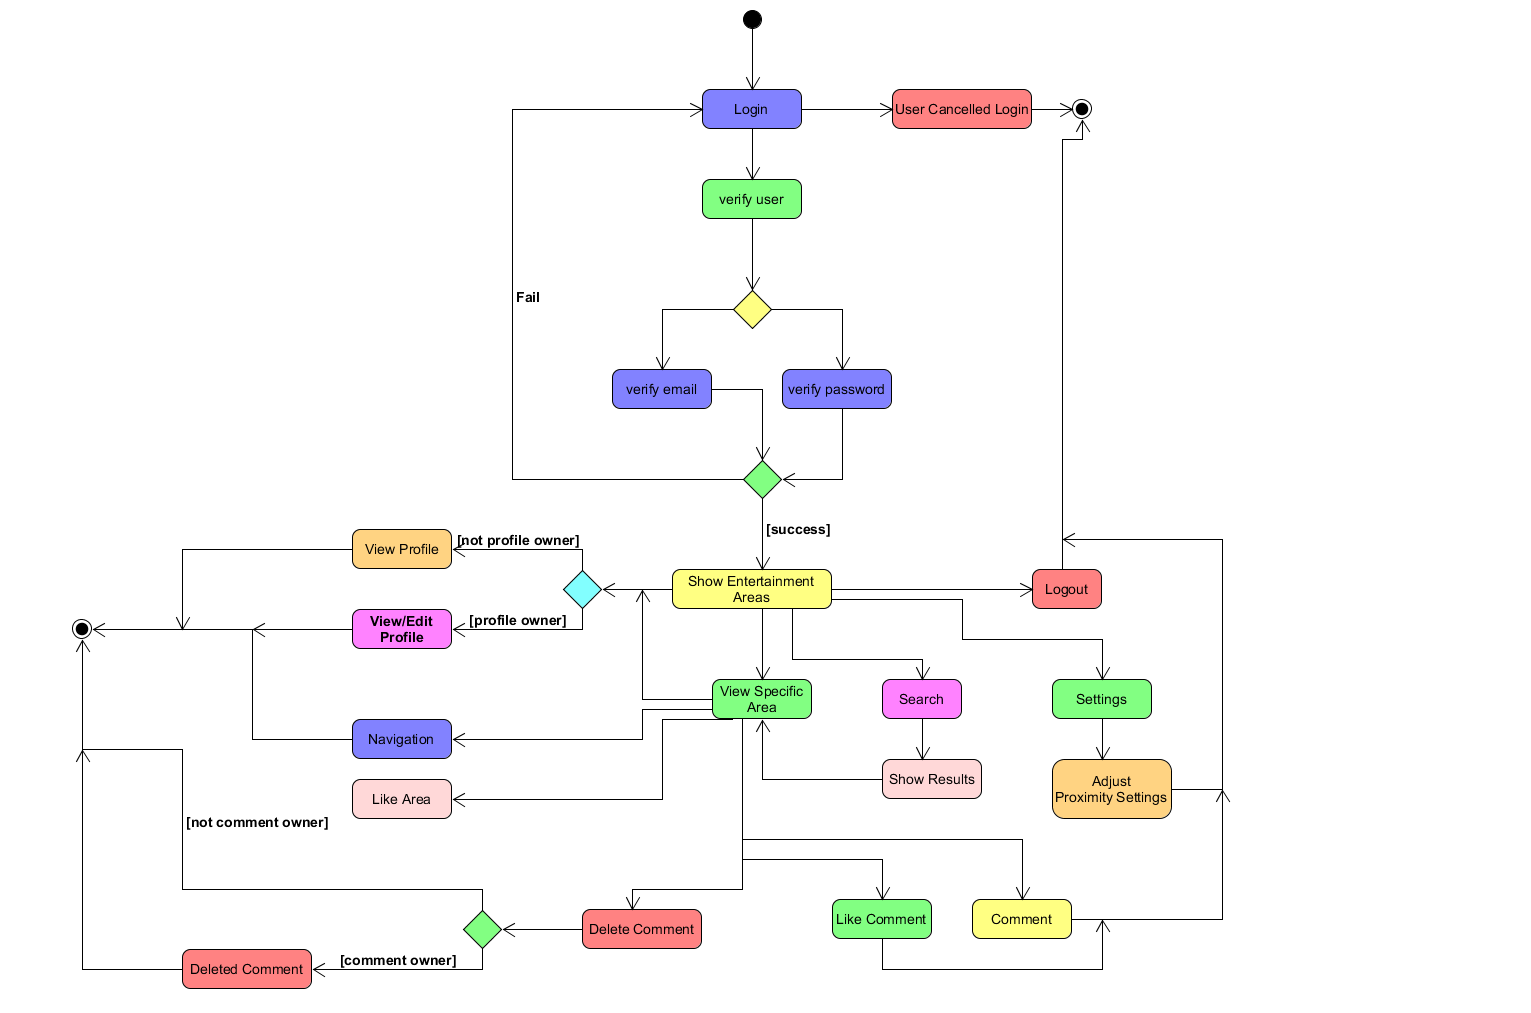 Login
User Cancelled Login
verify user
Fail
verify email
verify password
[success]
View Profile
[not profile owner]
Show Entertainment
Areas
Logout
View/Edit
Profile
[profile owner]
View Specific
Area
Search
Settings
Navigation
Like Area
Show Results
Adjust
Proximity Settings
[not comment owner]
Delete Comment
Like Comment
Comment
Deleted Comment
[comment owner]